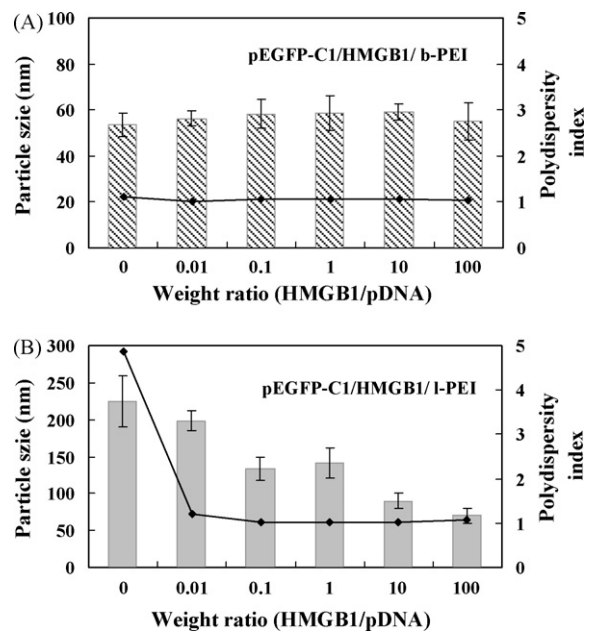 (A)
pEGFP-C1/HMGB1/ b-PEI
Particle szie (nm)
100
80
60
40
20
0
Polydispersity
index
5
4
3
2
1
0
0 0.01 0.1 1 10 100
Weight ratio (HMGB1/pDNA)
(B)
pEGFP-C1/HMGB1/ l-PEI
Particle szie (nm)
300
250
200
150
100
50
0
Polydispersity
index
5
4
3
2
1
0
0 0.01 0.1 1 10 100
Weight ratio (HMGB1/pDNA)